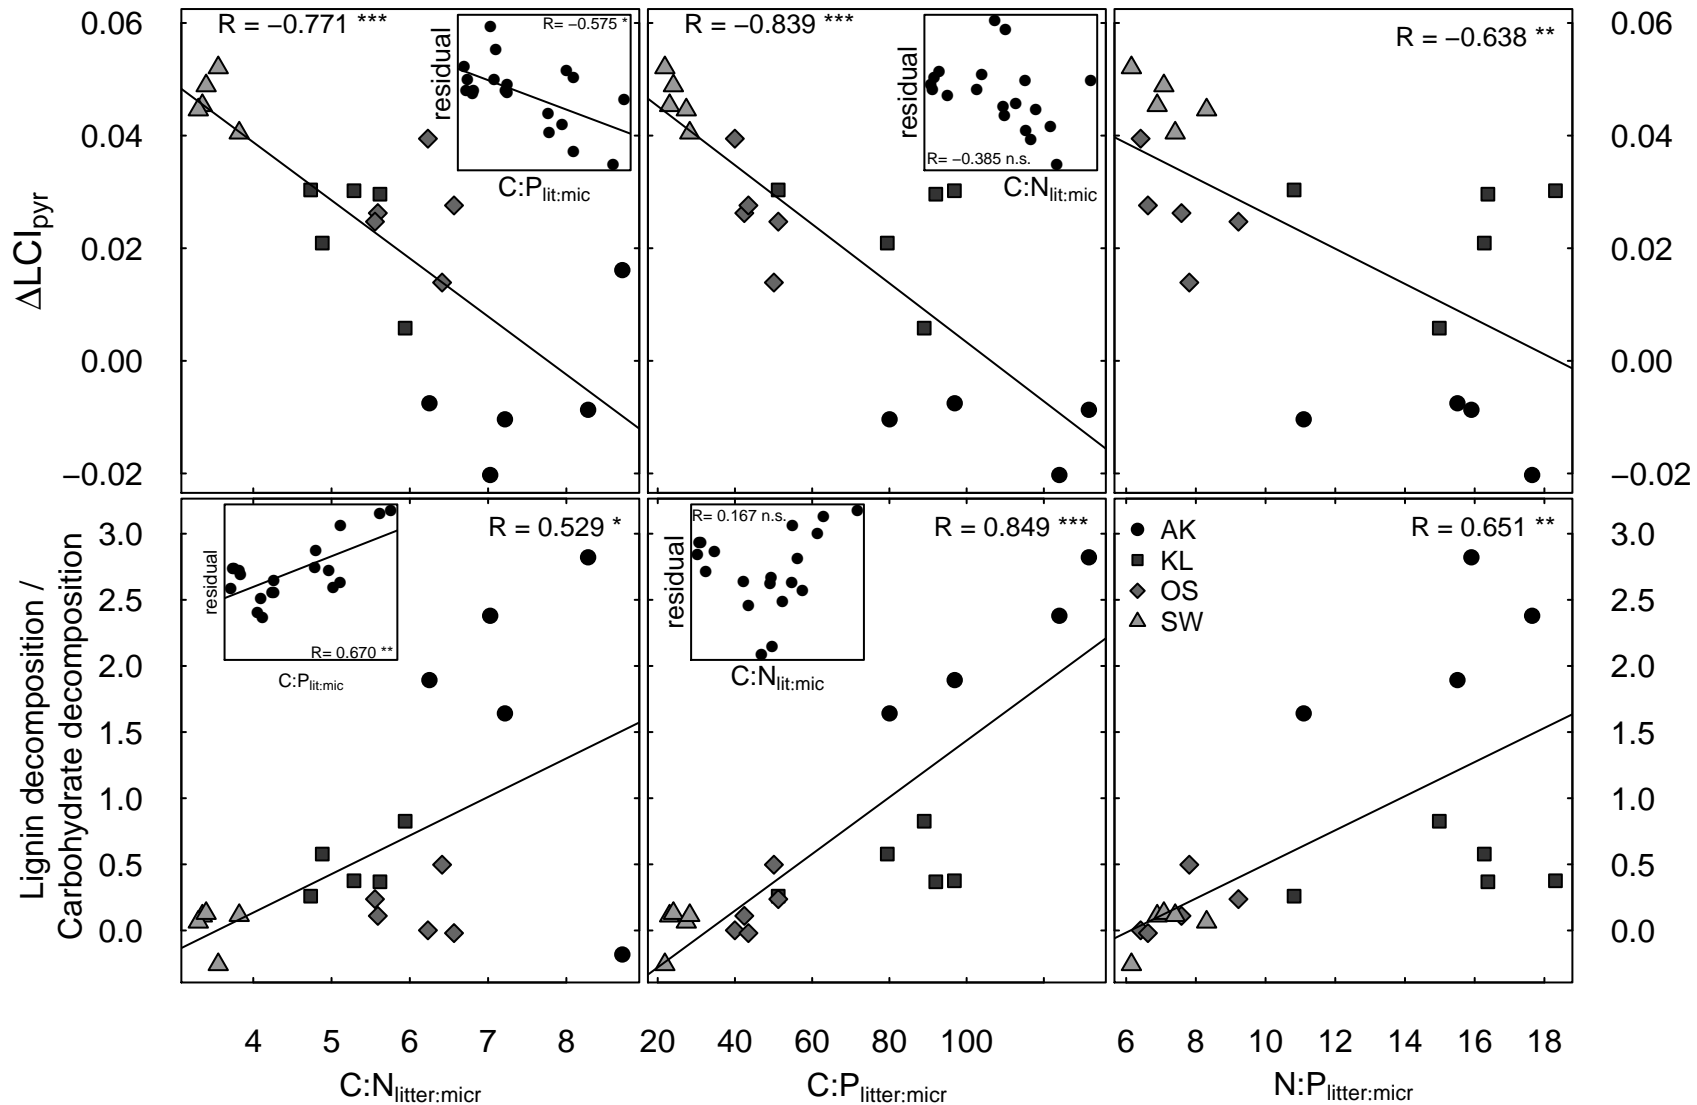 R = −0.771 ***
R = −0.839 ***
R = −0.638 **
R= −0.575 *
residual
C:Plit:mic
R= −0.385 n.s.
residual
C:Nlit:mic
0.06
0.04
0.02
0.00
−0.02
ΔLCIpyr
0.06
0.04
0.02
0.00
−0.02
R = 0.529 *
R = 0.849 ***
R = 0.651 **
residual
R= 0.670 **
C:Plit:mic
R= 0.167 n.s.
residual
C:Nlit:mic
AK
KL
OS
SW
3.0
2.5
2.0
1.5
1.0
0.5
0.0
Lignin decomposition /
Carbohydrate decomposition
3.0
2.5
2.0
1.5
1.0
0.5
0.0
4 5 6 7 8
20 40 60 80 100
6 8 10 12 14 16 18
C:Nlitter:micr
C:Plitter:micr
N:Plitter:micr